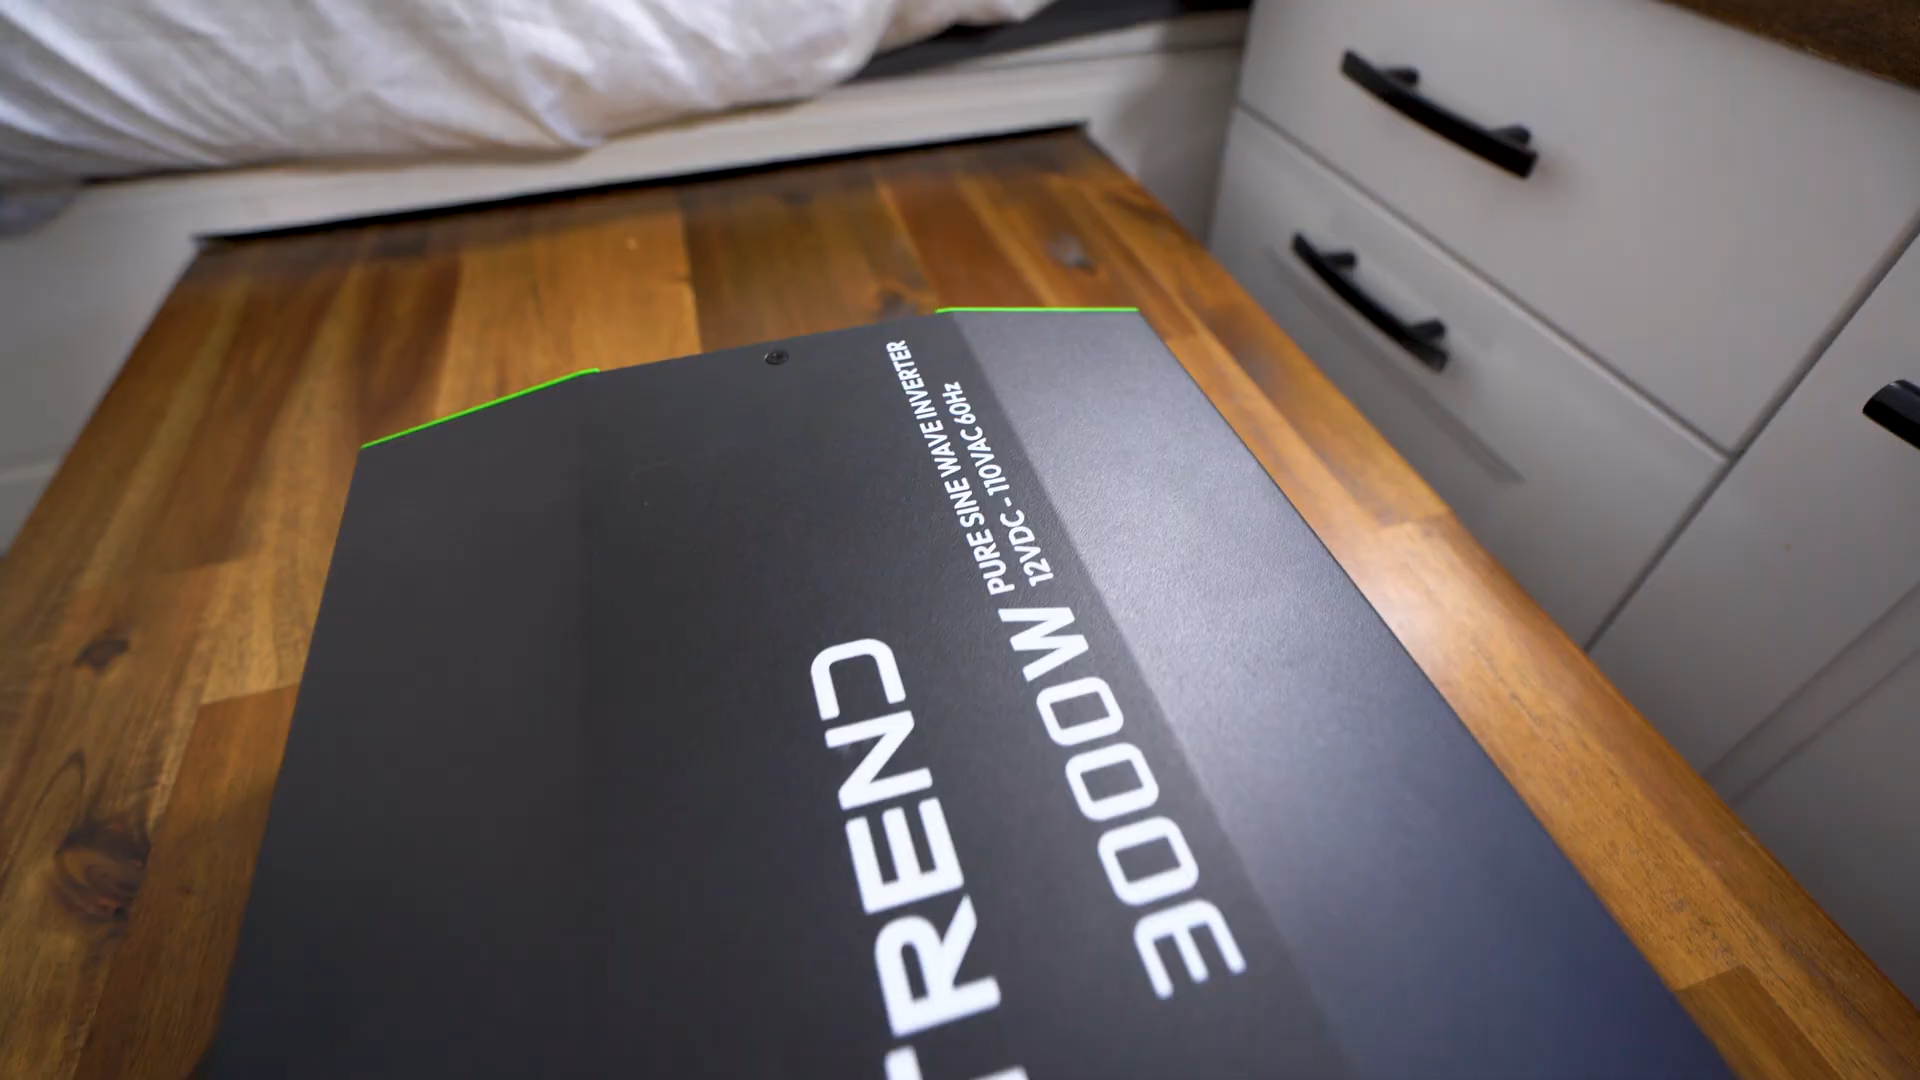 TREND
3000W
PURE SINE WAVE INVERTER
12VDC - 110VAC 60Hz